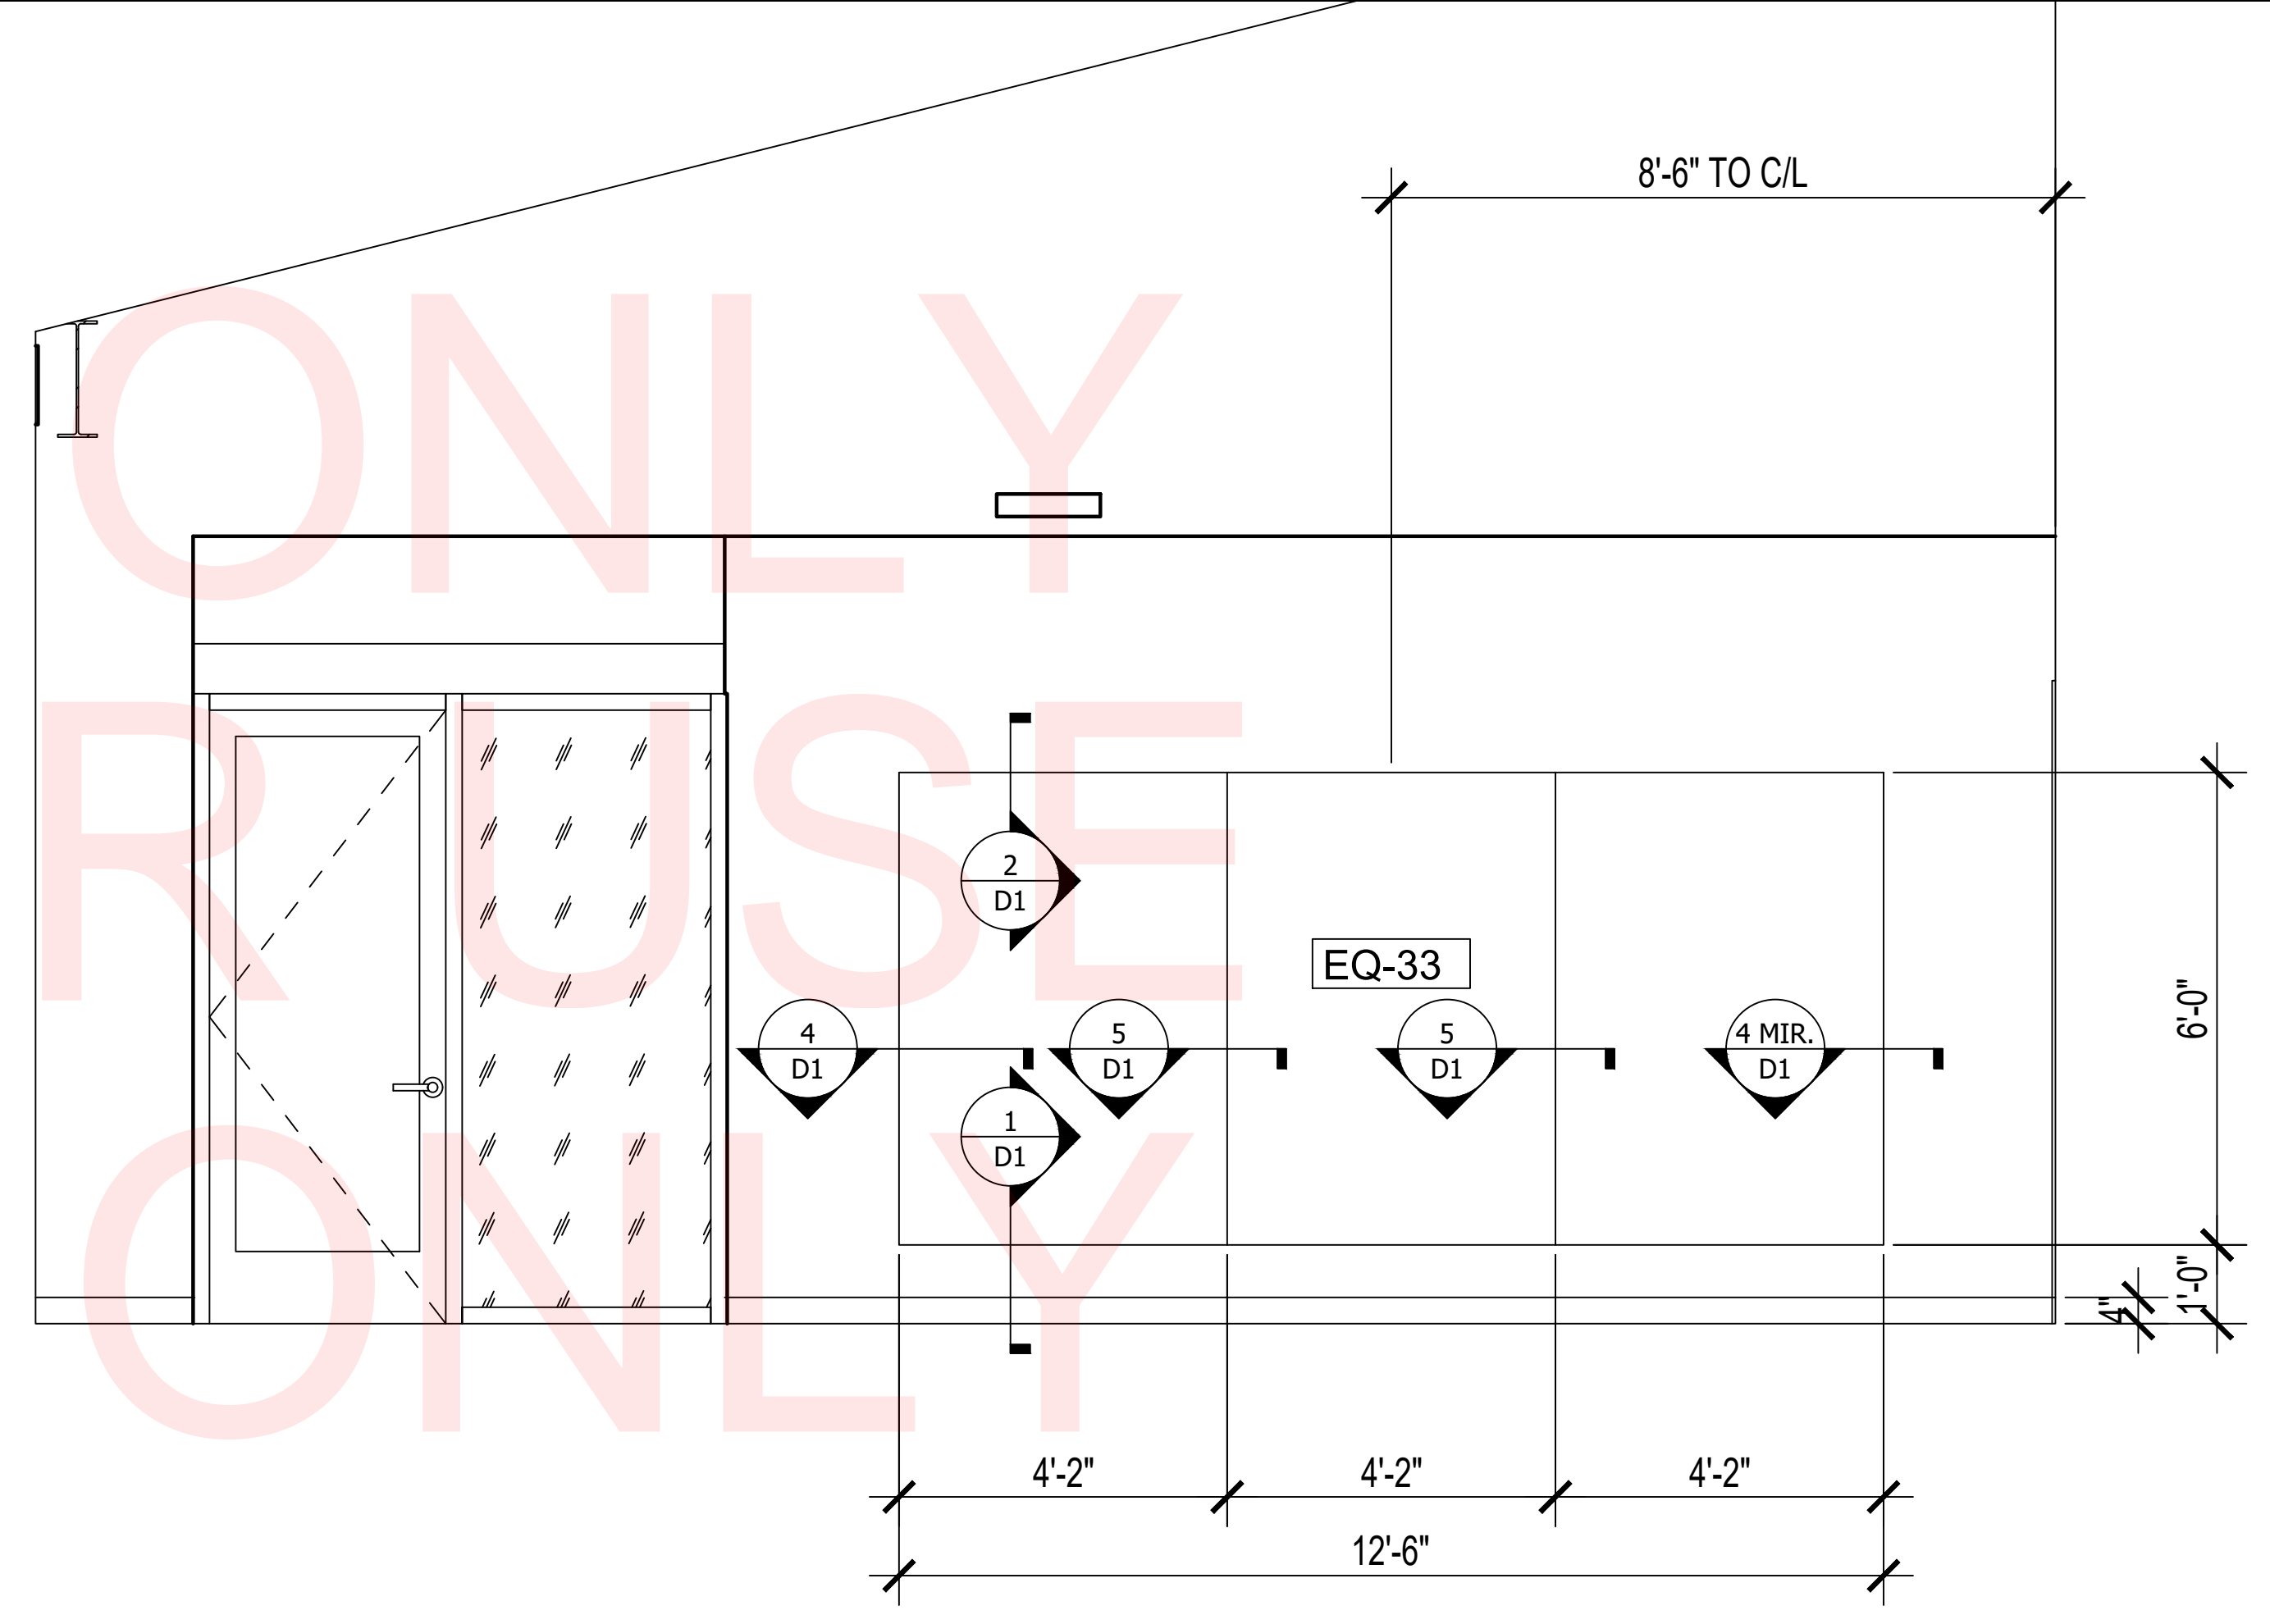 8'-6" TO C/L
ONLY
R USE
2
D1
EQ-33
4
D1
5
D1
5
D1
4 MIR.
D1
1
D1
6'-0"
1'-0"
4"
ONLY
4'-2"
4'-2"
4'-2"
12'-6"